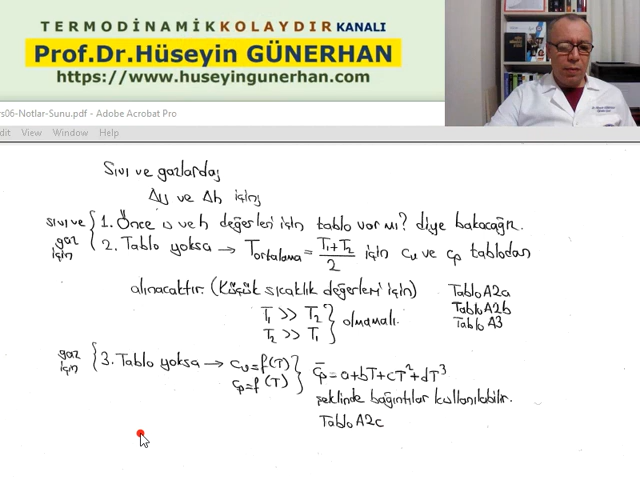 TERMODİNAMİKKOLAYDIR KANALI
Prof.Dr.Hüseyin GÜNERHAN
https://www.huseyingunerhan.com
s06-Notlar-Sunu.pdf - Adobe Acrobat Pro
dit View Window Help
Sıvı ve gazlarda;
Δu ve Δh için;
sıvı ve gaz için { 1. Önce u ve h değerleri için tablo var mı? diye bakacağız.
2. Tablo yoksa → Tortalama = T1+T2 / 2 için cv ve cp tablodan
alınacaktır. (Küçük sıcaklık değerleri için)
Tablo A2a
Tablo A2b
Tablo A3
T1 >> T2
T2 >> T1 } olmamalı.
gaz için { 3. Tablo yoksa → cv=f(T)
cp=f(T) } c̄p = a+bT+cT²+dT³
şeklinde bağıntılar kullanılabilir.
Tablo A2c